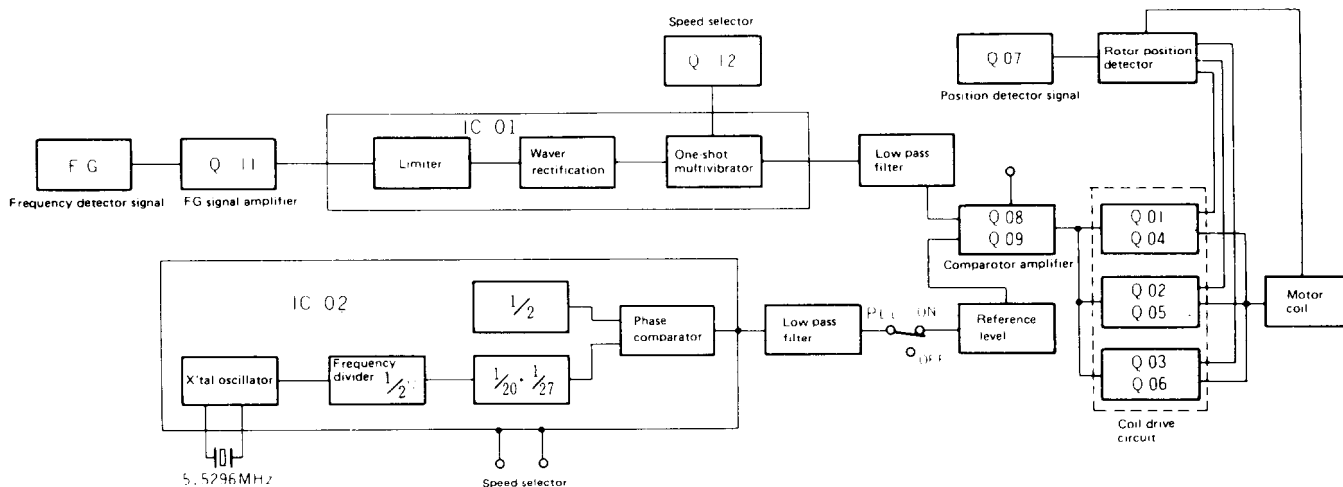 Speed selector
Q 12
Q 07
Position detector signal
Rotor position
detector
IC 01
F G
Frequency detector signal
Q 11
FG signal amplifier
Limiter
Waver
rectification
One-shot
multivibrator
Low pass
filter
Q 08
Q 09
Comparotor amplifier
Q 01
Q 04
Q 02
Q 05
Q 03
Q 06
Coil drive
circuit
Motor
coil
IC 02
1/2
Phase
comparator
X'tal oscillator
Frequency
divider
1/20 · 1/27
5.5296MHz
Speed selector
Low pass
filter
PLL ON
OFF
Reference
level